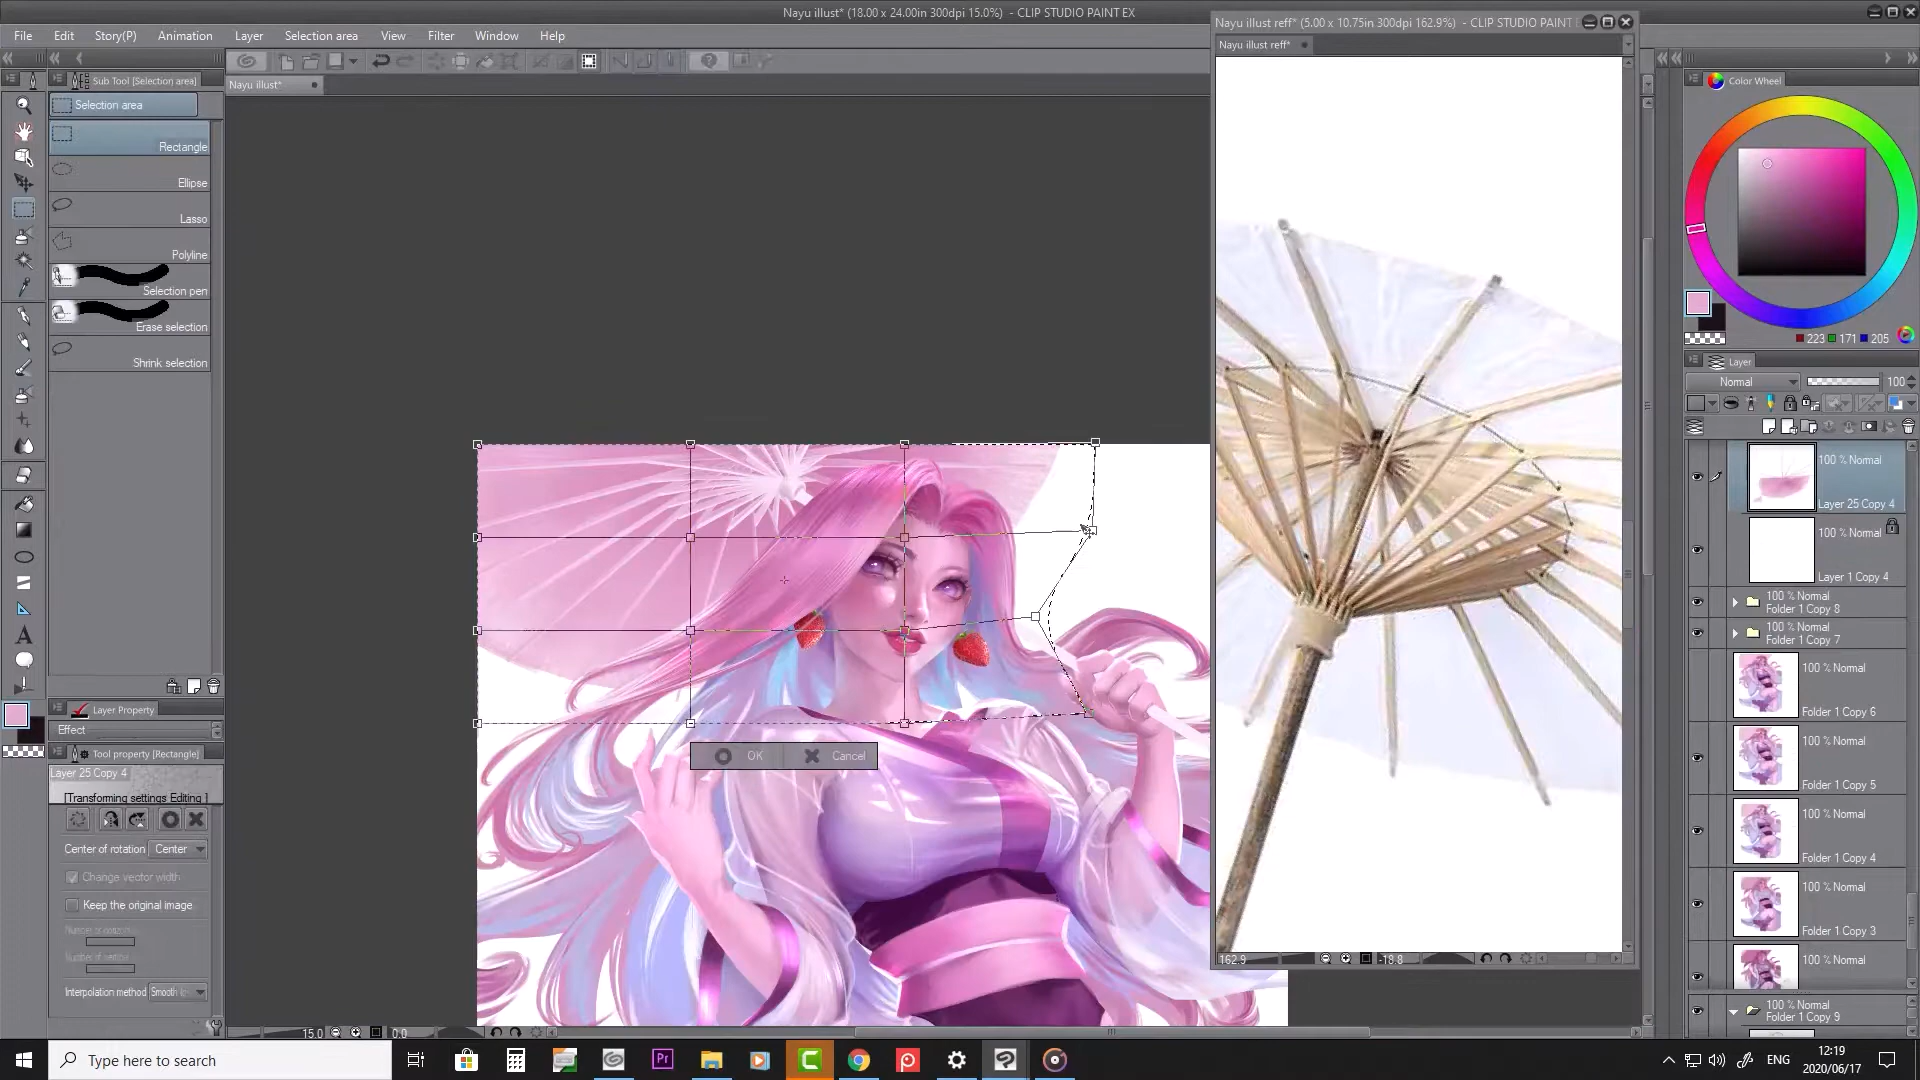 Nayu illust* (18.00 x 24.00in 300dpi 15.0%)  - CLIP STUDIO PAINT EX
File
Edit
Story(P)
Animation
Layer
Selection area
View
Filter
Window
Help
Sub Tool [Selection area]
Selection area
Rectangle
Ellipse
Lasso
Polyline
Selection pen
Erase selection
Shrink selection
Layer Property
Effect
Tool property [Rectangle]
Layer 25 Copy 4
[Transforming settings Editing ]
Center of rotation
Center
Change vector width
Keep the original image
Interpolation method
Nayu illust*
OK
Cancel
15.0
0.0
Nayu illust reff* (5.00 x 10.75in 300dpi 162.9%)  - CLIP STUDIO PAINT E
Nayu illust reff*
162.9
-18.8
Color Wheel
223
171
205
Layer
Normal
100
100 % Normal
Layer 25 Copy 4
100 % Normal
Layer 1 Copy 4
100 % Normal
Folder 1 Copy 8
100 % Normal
Folder 1 Copy 7
100 % Normal
Folder 1 Copy 6
100 % Normal
Folder 1 Copy 5
100 % Normal
Folder 1 Copy 4
100 % Normal
Folder 1 Copy 3
100 % Normal
100 % Normal
Folder 1 Copy 9
Type here to search
Pr
ENG
12:19
2020/06/17